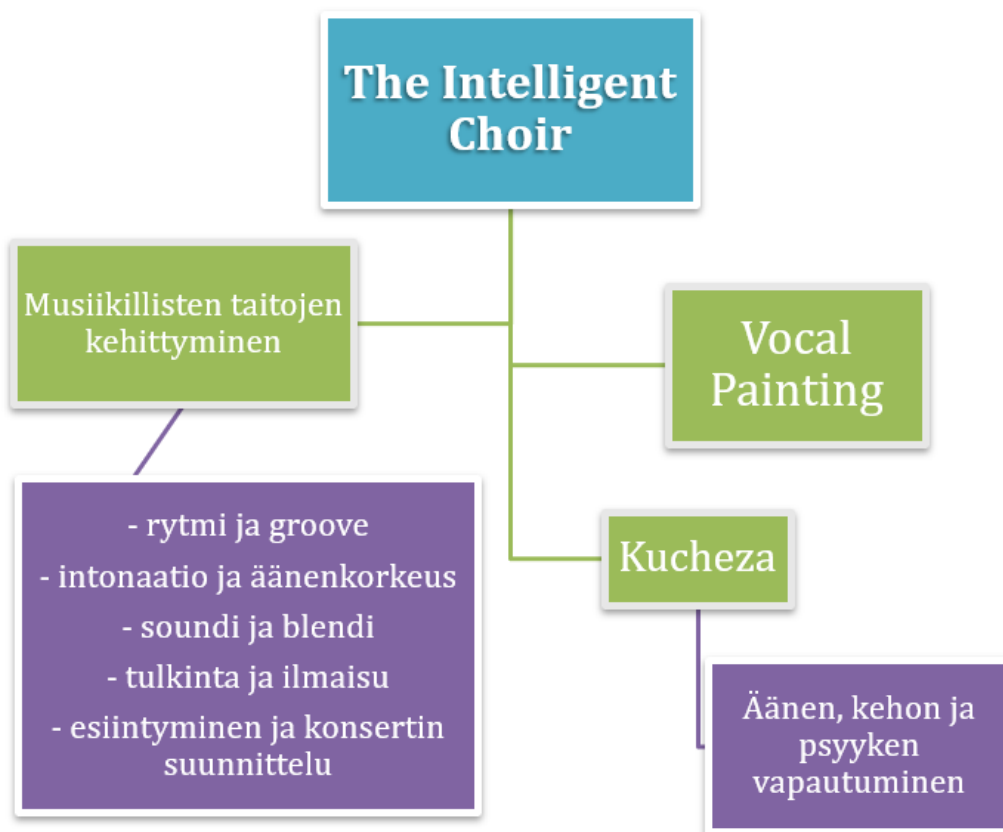 The Intelligent
Choir
Musiikillisten taitojen
kehittyminen
Vocal
Painting
- rytmi ja groove
- intonaatio ja äänenkorkeus
- soundi ja blendi
- tulkinta ja ilmaisu
- esiintyminen ja konsertin
suunnittelu
Kucheza
Äänen, kehon ja
psyyken
vapautuminen